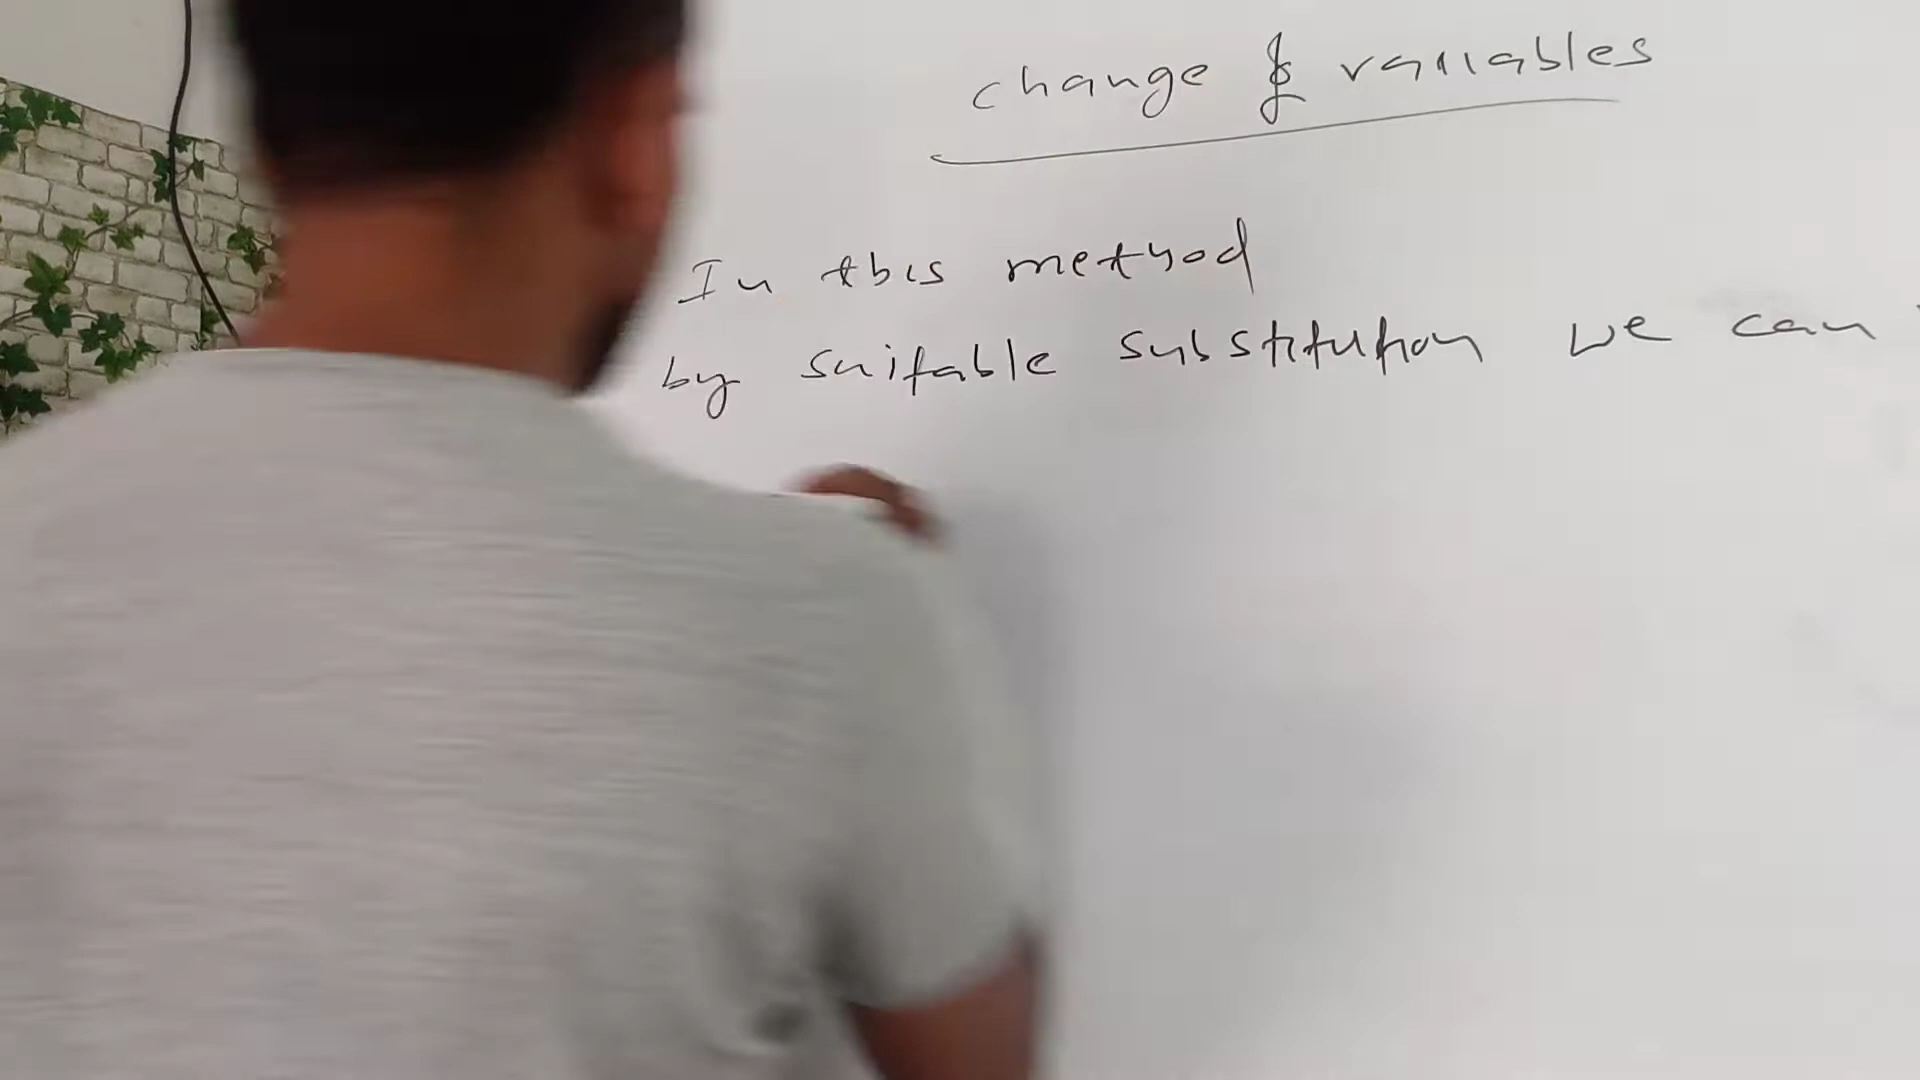 change of variables
In this method
by suitable substitution we can